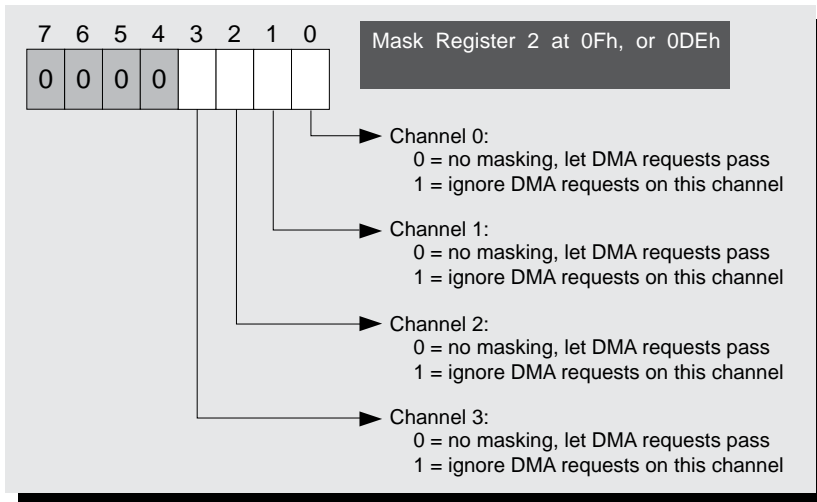 7 6 5 4 3 2 1 0
0 0 0 0
Mask Register 2 at 0Fh, or 0DEh
Channel 0:
0 = no masking, let DMA requests pass
1 = ignore DMA requests on this channel
Channel 1:
0 = no masking, let DMA requests pass
1 = ignore DMA requests on this channel
Channel 2:
0 = no masking, let DMA requests pass
1 = ignore DMA requests on this channel
Channel 3:
0 = no masking, let DMA requests pass
1 = ignore DMA requests on this channel